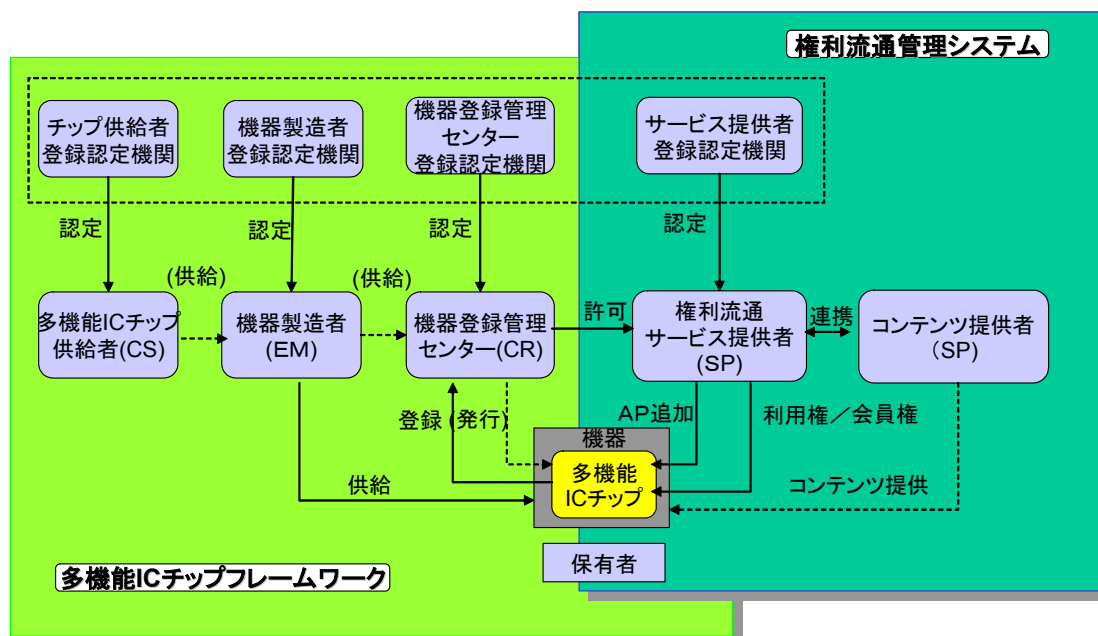 権利流通管理システム
チップ供給者
登録認定機関
機器製造者
登録認定機関
機器登録管理
センター
登録認定機関
サービス提供者
登録認定機関
認定
認定
認定
認定
(供給)
(供給)
多機能ICチップ
供給者(CS)
機器製造者
(EM)
機器登録管理
センター(CR)
許可
権利流通
サービス提供者
(SP)
連携
コンテンツ提供者
(SP)
登録 (発行)
AP追加
利用権／会員権
機器
多機能
ICチップ
供給
コンテンツ提供
保有者
多機能ICチップフレームワーク